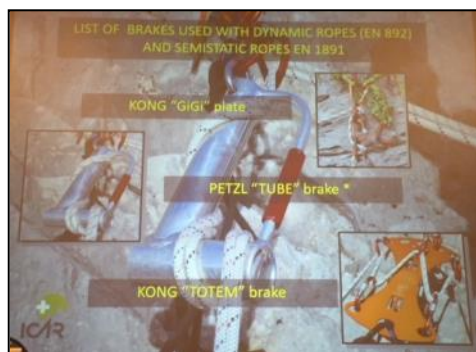 LIST OF BRAKES USED WITH DYNAMIC ROPES (EN 892)
AND SEMISTATIC ROPES EN 1891
KONG "GiGi" plate
PETZL "TUBE" brake *
KONG "TOTEM" brake
ICAR